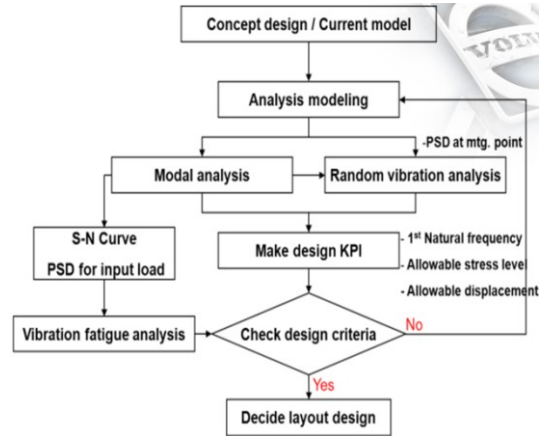 Concept design / Current model
Analysis modeling
-PSD at mtg. point
Modal analysis
Random vibration analysis
S-N Curve
PSD for input load
Make design KPI
- 1st Natural frequency
- Allowable stress level
- Allowable displacement
Vibration fatigue analysis
Check design criteria
No
Yes
Decide layout design